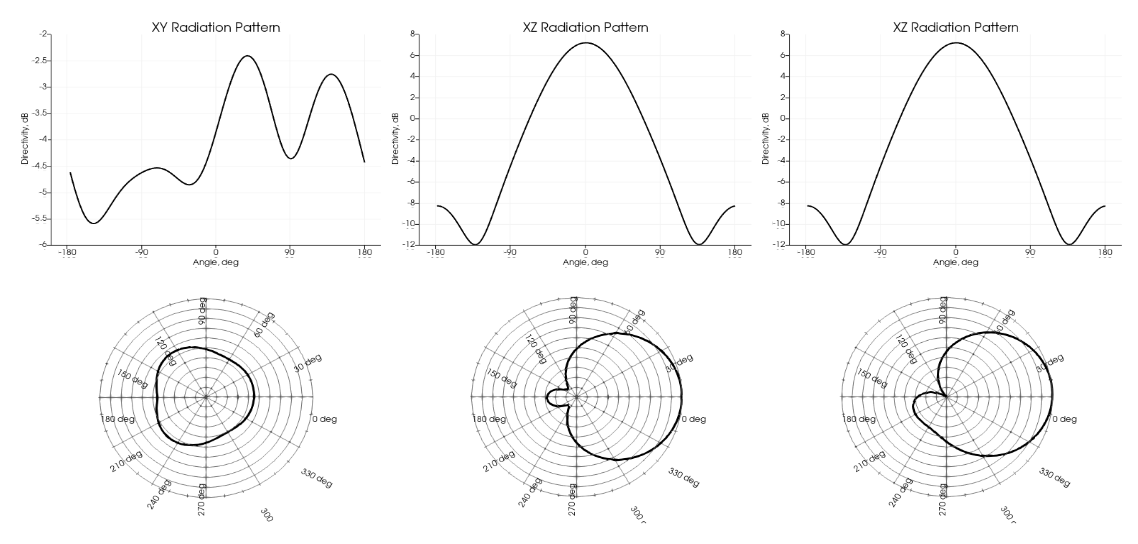 XY Radiation Pattern
-2
-2.5
-3
-3.5
-4
-4.5
-5
-5.5
-6
Directivity, dB
-180
-90
0
90
180
Angle, deg
XZ Radiation Pattern
8
6
4
2
0
-2
-4
-6
-8
-10
-12
Directivity, dB
-180
-90
0
90
180
Angle, deg
XZ Radiation Pattern
8
6
4
2
0
-2
-4
-6
-8
-10
-12
Directivity, dB
-180
-90
0
90
180
Angle, deg
90 deg
60 deg
120 deg
30 deg
150 deg
180 deg
0 deg
210 deg
330 deg
240 deg
270 deg
300
90 deg
deg
120 deg
30 deg
150 deg
180 deg
0 deg
210 deg
330 deg
240 deg
270 deg
300
90 deg
deg
120 deg
30 deg
150 deg
180 deg
0 deg
210 deg
330 deg
240 deg
270 deg
300